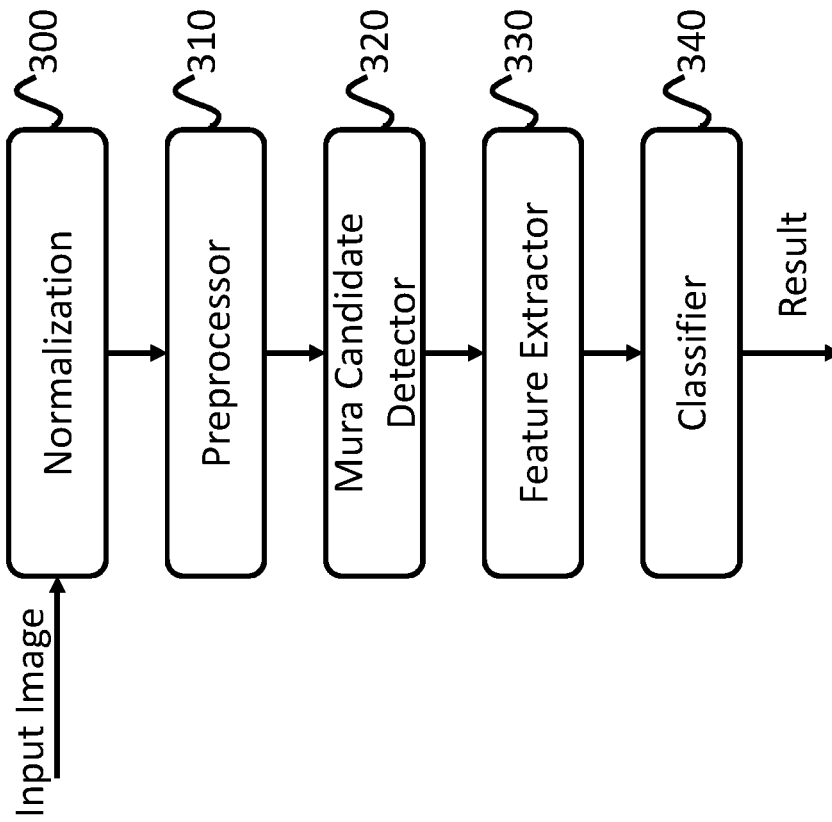 Input Image
Normalization
300
Preprocessor
310
Mura Candidate
Detector
320
Feature Extractor
330
Classifier
340
Result